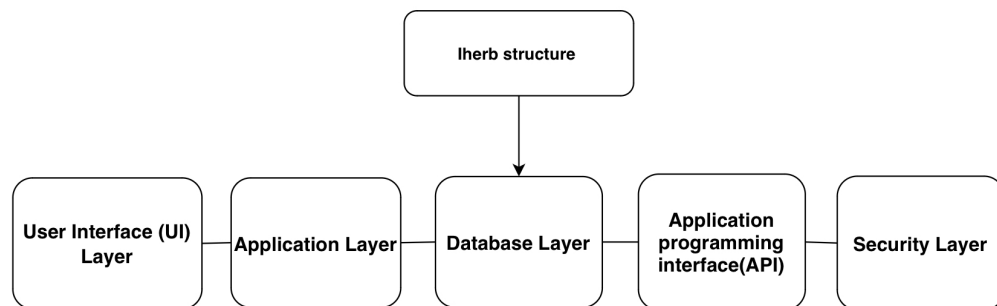 Iherb structure
User Interface (UI)
Layer
Application Layer
Database Layer
Application
programming
interface(API)
Security Layer